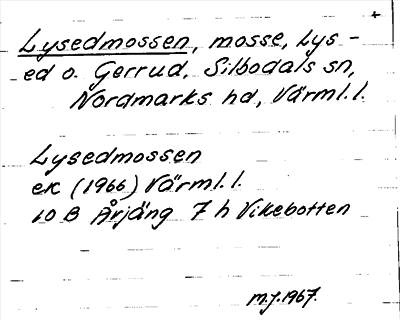 Lysedmossen, mosse, Lys-
ed o. Gerrud, Silbodals sn,
Nordmarks hd, Värml. l.
Lysedmossen
ek (1966) Värml. l.
10 B Årjäng 7 h Vikebotten
m.j. 1967.